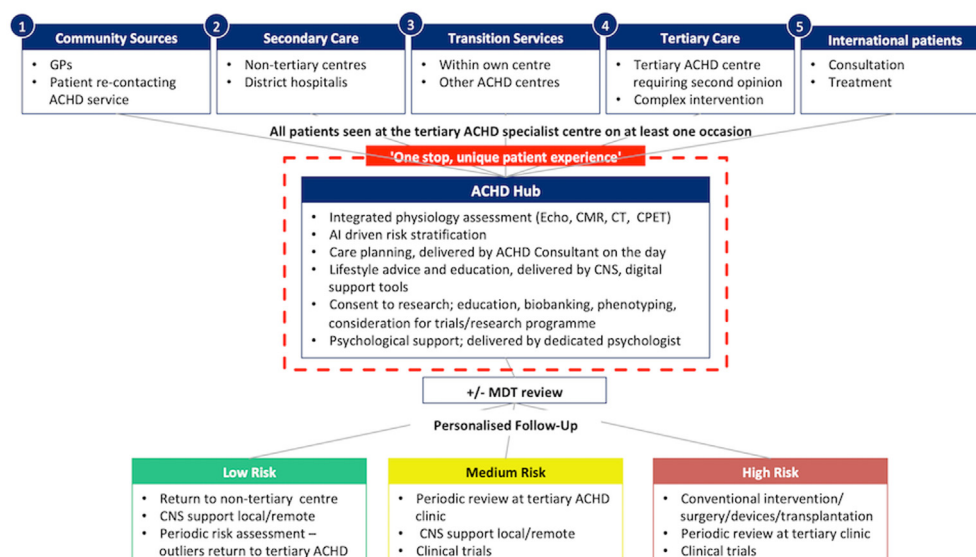 1
Community Sources
• GPs
• Patient re-contacting
ACHD service
2
Secondary Care
• Non-tertiary centres
• District hospitalis
3
Transition Services
• Within own centre
• Other ACHD centres
4
Tertiary Care
• Tertiary ACHD centre
requiring second opinion
• Complex intervention
5
International patients
• Consultation
• Treatment
All patients seen at the tertiary ACHD specialist centre on at least one occasion
'One stop, unique patient experience'
ACHD Hub
• Integrated physiology assessment (Echo, CMR, CT, CPET)
• AI driven risk stratification
• Care planning, delivered by ACHD Consultant on the day
• Lifestyle advice and education, delivered by CNS, digital
support tools
• Consent to research; education, biobanking, phenotyping,
consideration for trials/research programme
• Psychological support; delivered by dedicated psychologist
+/- MDT review
Personalised Follow-Up
Low Risk
• Return to non-tertiary centre
• CNS support local/remote
• Periodic risk assessment –
outliers return to tertiary ACHD
Medium Risk
• Periodic review at tertiary ACHD
clinic
• CNS support local/remote
• Clinical trials
High Risk
• Conventional intervention/
surgery/devices/transplantation
• Periodic review at tertiary clinic
• Clinical trials